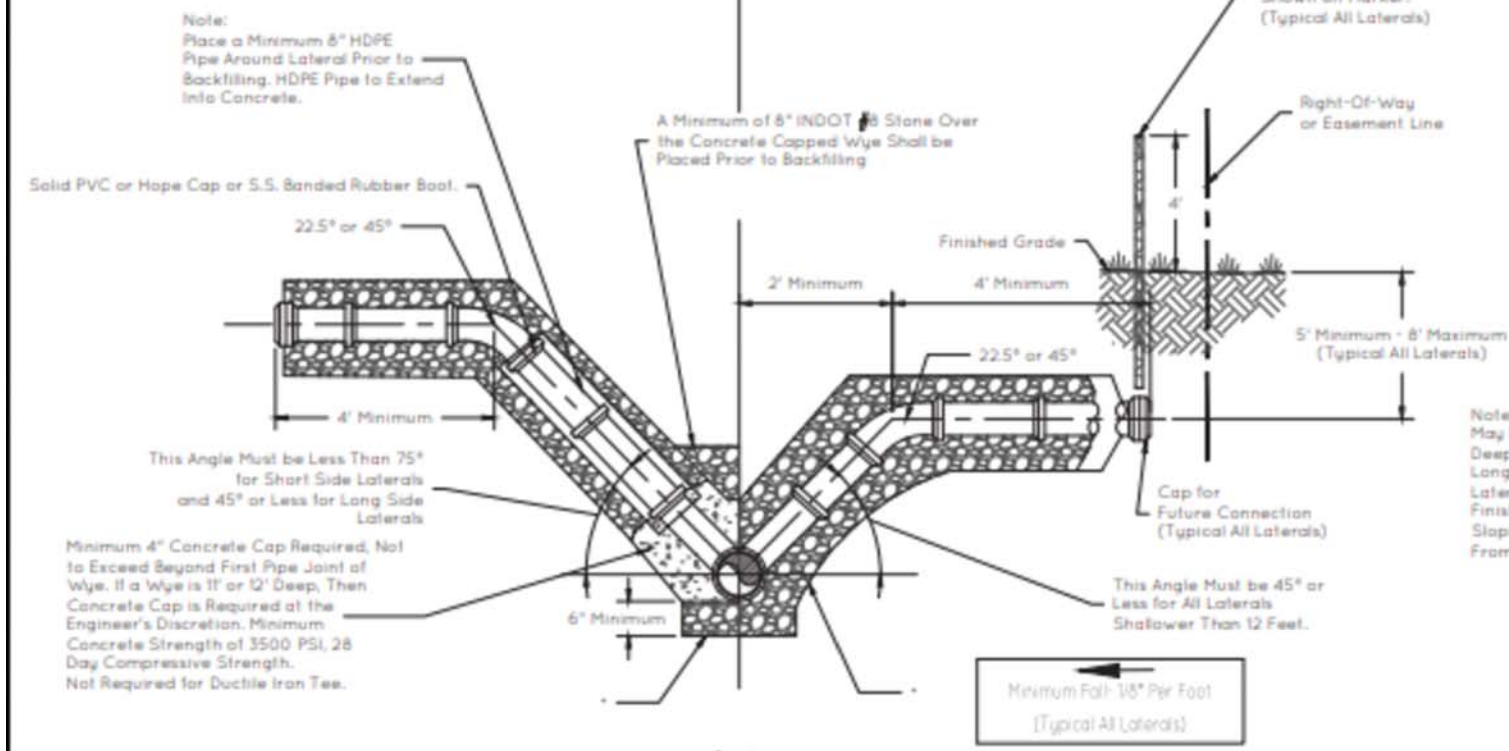 Note:
Place a Minimum 8" HDPE
Pipe Around Lateral Prior to
Backfilling. HDPE Pipe to Extend
Into Concrete.
(Typical All Laterals)
A Minimum of 8" INDOT #8 Stone Over
the Concrete Capped Wye Shall be
Placed Prior to Backfilling
Right-Of-Way
or Easement Line
Solid PVC or Hope Cap or S.S. Banded Rubber Boot.
22.5° or 45°
4'
Finished Grade
2' Minimum
4' Minimum
5' Minimum - 8' Maximum
(Typical All Laterals)
22.5° or 45°
4' Minimum
This Angle Must be Less Than 75°
for Short Side Laterals
and 45° or Less for Long Side
Laterals
Minimum 4" Concrete Cap Required, Not
to Exceed Beyond First Pipe Joint of
Wye. If a Wye is 11' or 12' Deep, Then
Concrete Cap is Required at the
Engineer's Discretion. Minimum
Concrete Strength of 3500 PSI, 28
Day Compressive Strength.
Not Required for Ductile Iron Tee.
6" Minimum
Cap for
Future Connection
(Typical All Laterals)
This Angle Must be 45° or
Less for All Laterals
Shallower Than 12 Feet.
Minimum Fall- 1/8" Per Foot
(Typical All Laterals)
Note
May
Deep
Long
Later
Finish
Slop
From